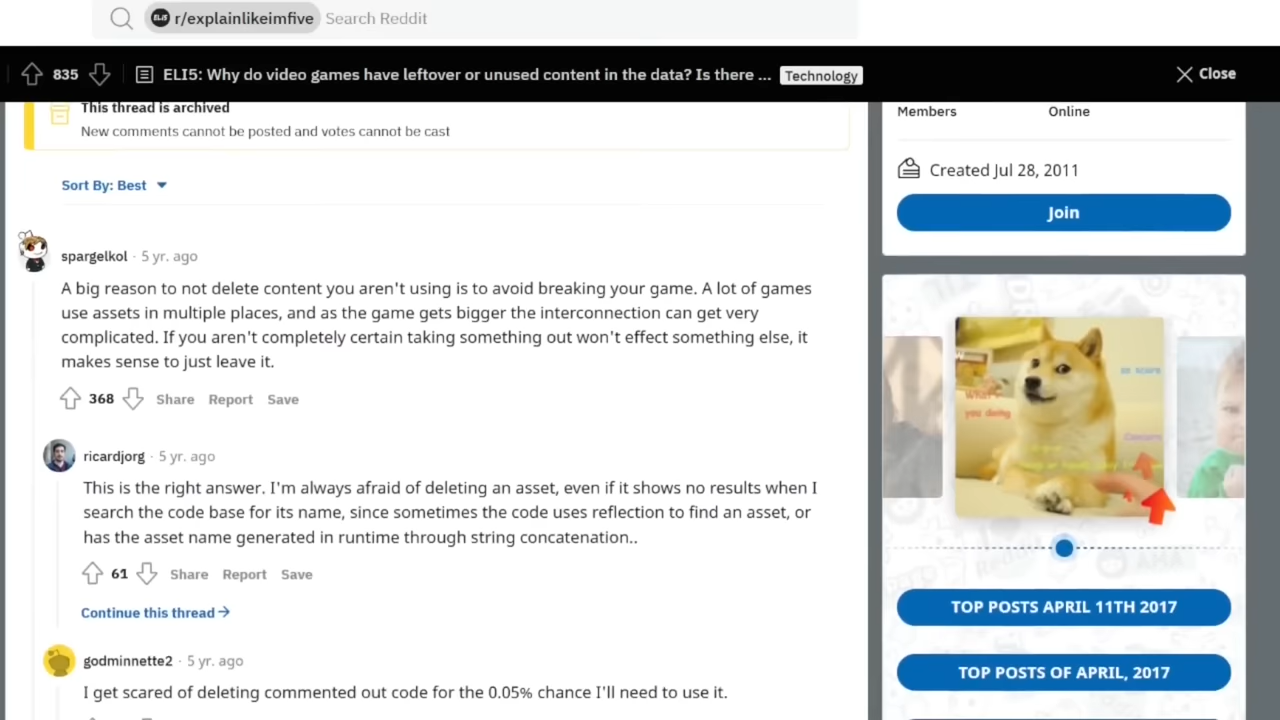 ELI5 r/explainlikeimfive Search Reddit
835 ELI5: Why do video games have leftover or unused content in the data? Is there ... Technology Close
This thread is archived
New comments cannot be posted and votes cannot be cast
Sort By: Best
spargelkol · 5 yr. ago
A big reason to not delete content you aren't using is to avoid breaking your game. A lot of games
use assets in multiple places, and as the game gets bigger the interconnection can get very
complicated. If you aren't completely certain taking something out won't effect something else, it
makes sense to just leave it.
368 Share Report Save
ricardjorg · 5 yr. ago
This is the right answer. I'm always afraid of deleting an asset, even if it shows no results when I
search the code base for its name, since sometimes the code uses reflection to find an asset, or
has the asset name generated in runtime through string concatenation..
61 Share Report Save
Continue this thread
godminnette2 · 5 yr. ago
I get scared of deleting commented out code for the 0.05% chance I'll need to use it.
Members Online
Created Jul 28, 2011
Join
so scare
what r
you doing
Concern
TOP POSTS APRIL 11TH 2017
TOP POSTS OF APRIL, 2017